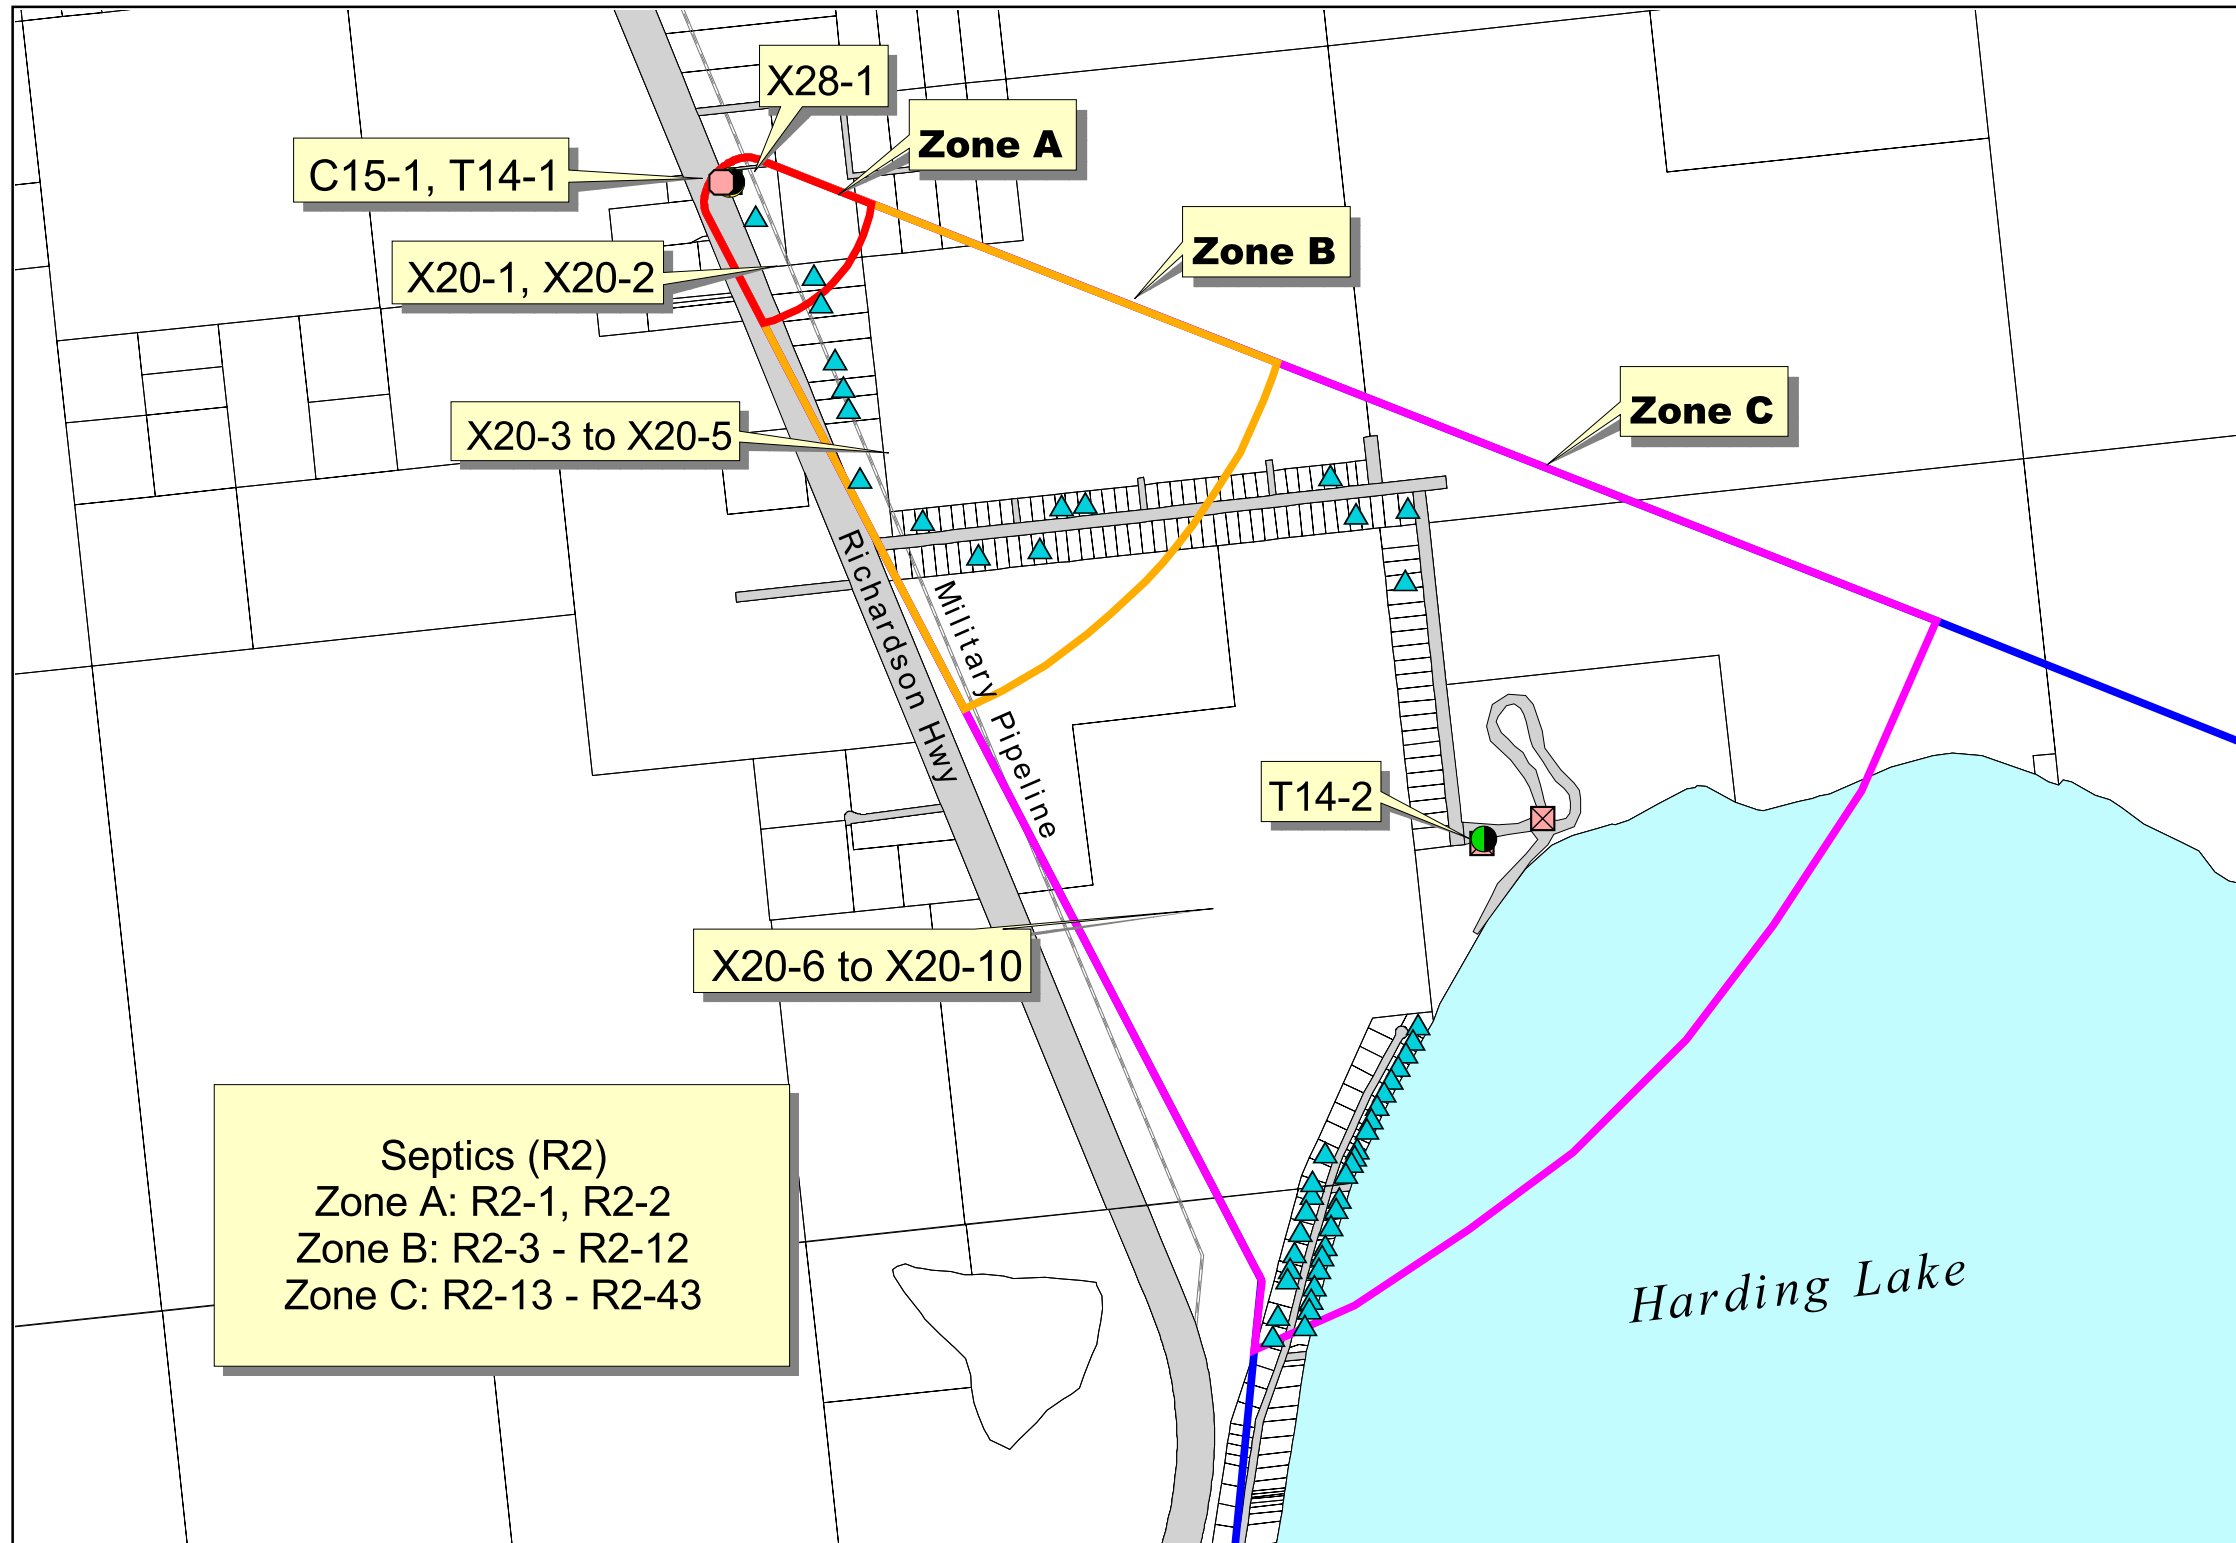 X28-1
Zone A
C15-1, T14-1
Zone B
X20-1, X20-2
Zone C
X20-3 to X20-5
Richardson Hwy
Military Pipeline
T14-2
X20-6 to X20-10
Septics (R2)
Zone A: R2-1, R2-2
Zone B: R2-3 - R2-12
Zone C: R2-13 - R2-43
Harding Lake